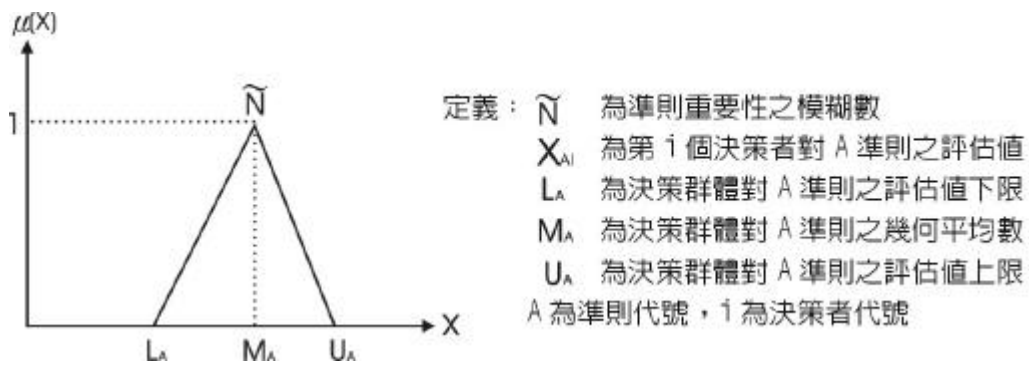 μ(X)
Ñ
1
X
L_A M_A U_A
定義：Ñ 為準則重要性之模糊數
X_Ai 為第 i 個決策者對 A 準則之評估值
L_A 為決策群體對 A 準則之評估值下限
M_A 為決策群體對 A 準則之幾何平均數
U_A 為決策群體對 A 準則之評估值上限
A 為準則代號，i 為決策者代號